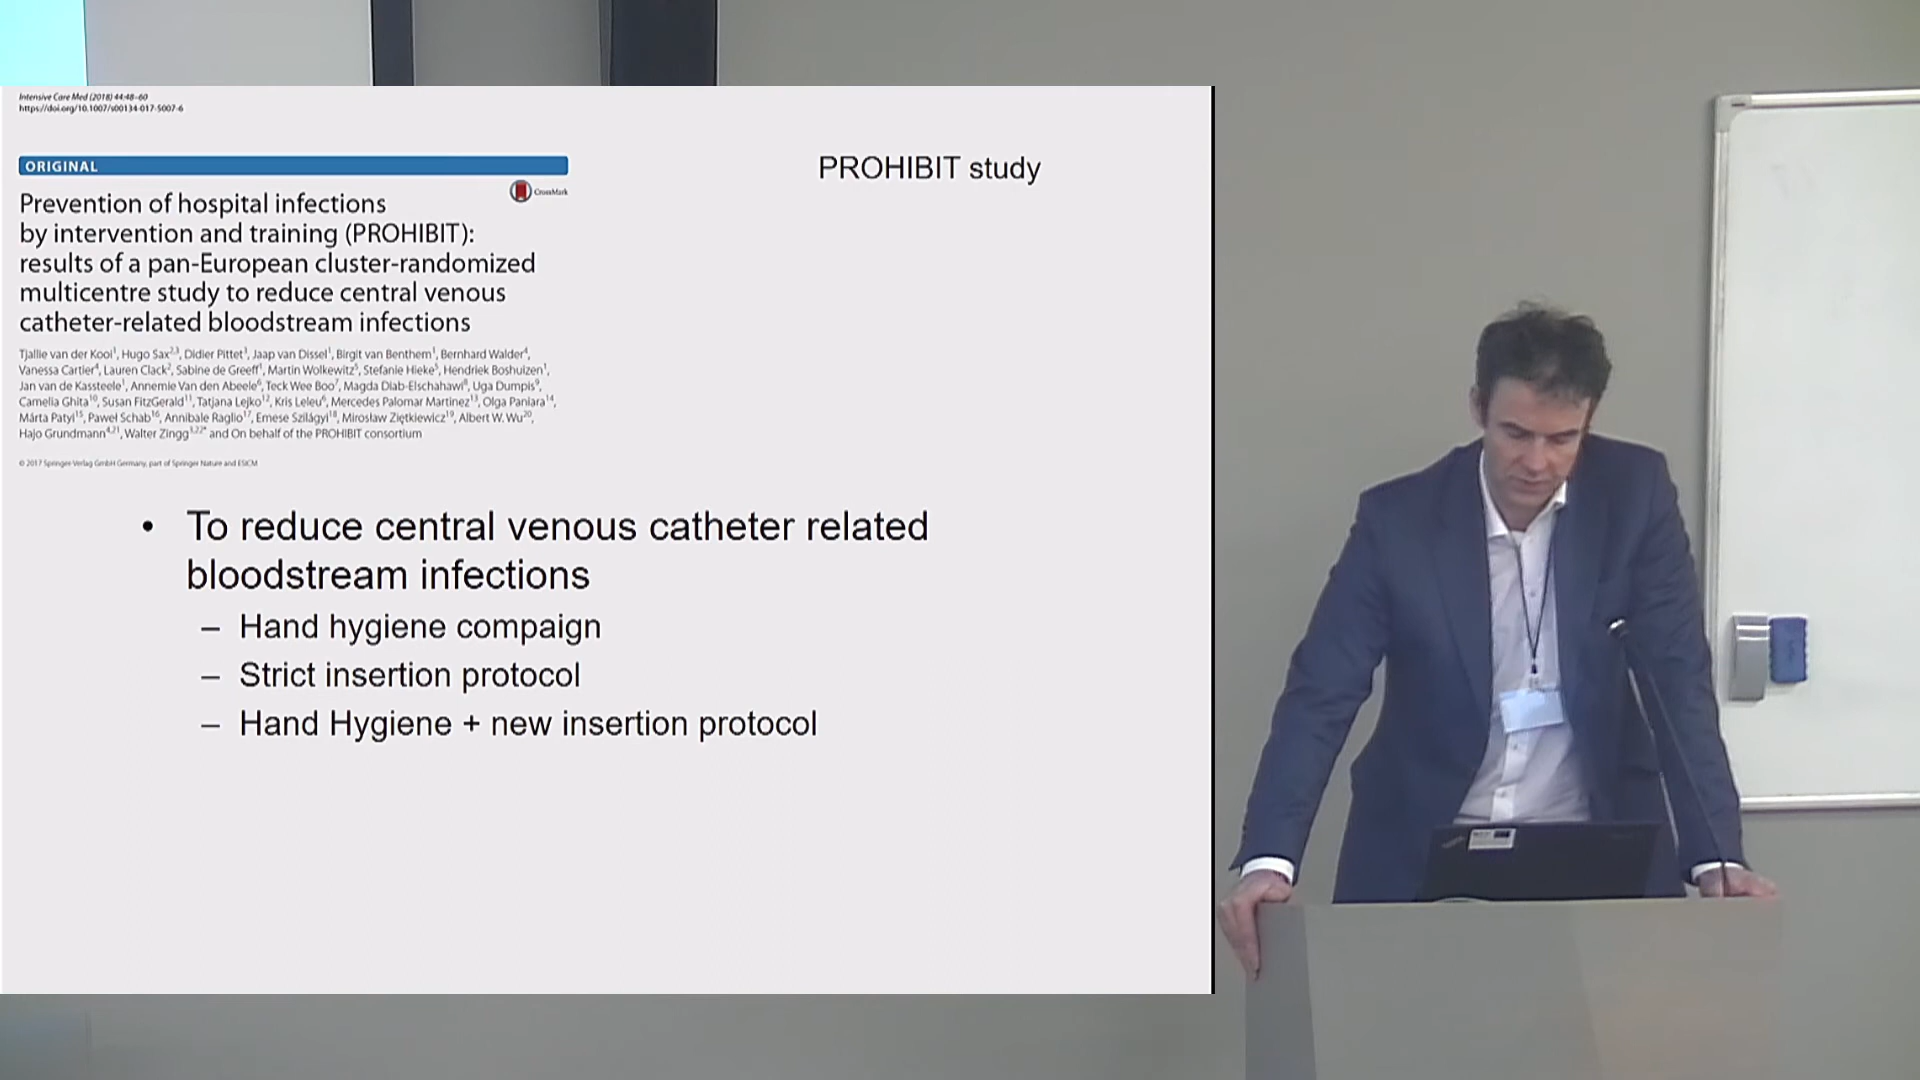 Intensive Care Med (2018) 44:48–60
https://doi.org/10.1007/s00134-017-5007-6
ORIGINAL
CrossMark
PROHIBIT study
Prevention of hospital infections
by intervention and training (PROHIBIT):
results of a pan-European cluster-randomized
multicentre study to reduce central venous
catheter-related bloodstream infections
Tjallie van der Kooi1, Hugo Sax2,3, Didier Pittet3, Jaap van Dissel1, Birgit van Benthem1, Bernhard Walder4,
Vanessa Cartier4, Lauren Clack2, Sabine de Greeff1, Martin Wolkewitz5, Stefanie Hieke5, Hendriek Boshuizen1,
Jan van de Kassteele1, Annemie Van den Abeele6, Teck Wee Boo7, Magda Diab-Elschahawi8, Uga Dumpis9,
Camelia Ghita10, Susan FitzGerald11, Tatjana Lejko12, Kris Leleu6, Mercedes Palomar Martinez13, Olga Paniara14,
Márta Patyi15, Paweł Schab16, Annibale Raglio17, Emese Szilágyi18, Mirosław Ziętkiewicz19, Albert W. Wu20,
Hajo Grundmann4,21, Walter Zingg3,22* and On behalf of the PROHIBIT consortium
© 2017 Springer-Verlag GmbH Germany, part of Springer Nature and ESICM
• To reduce central venous catheter related
bloodstream infections
– Hand hygiene compaign
– Strict insertion protocol
– Hand Hygiene + new insertion protocol